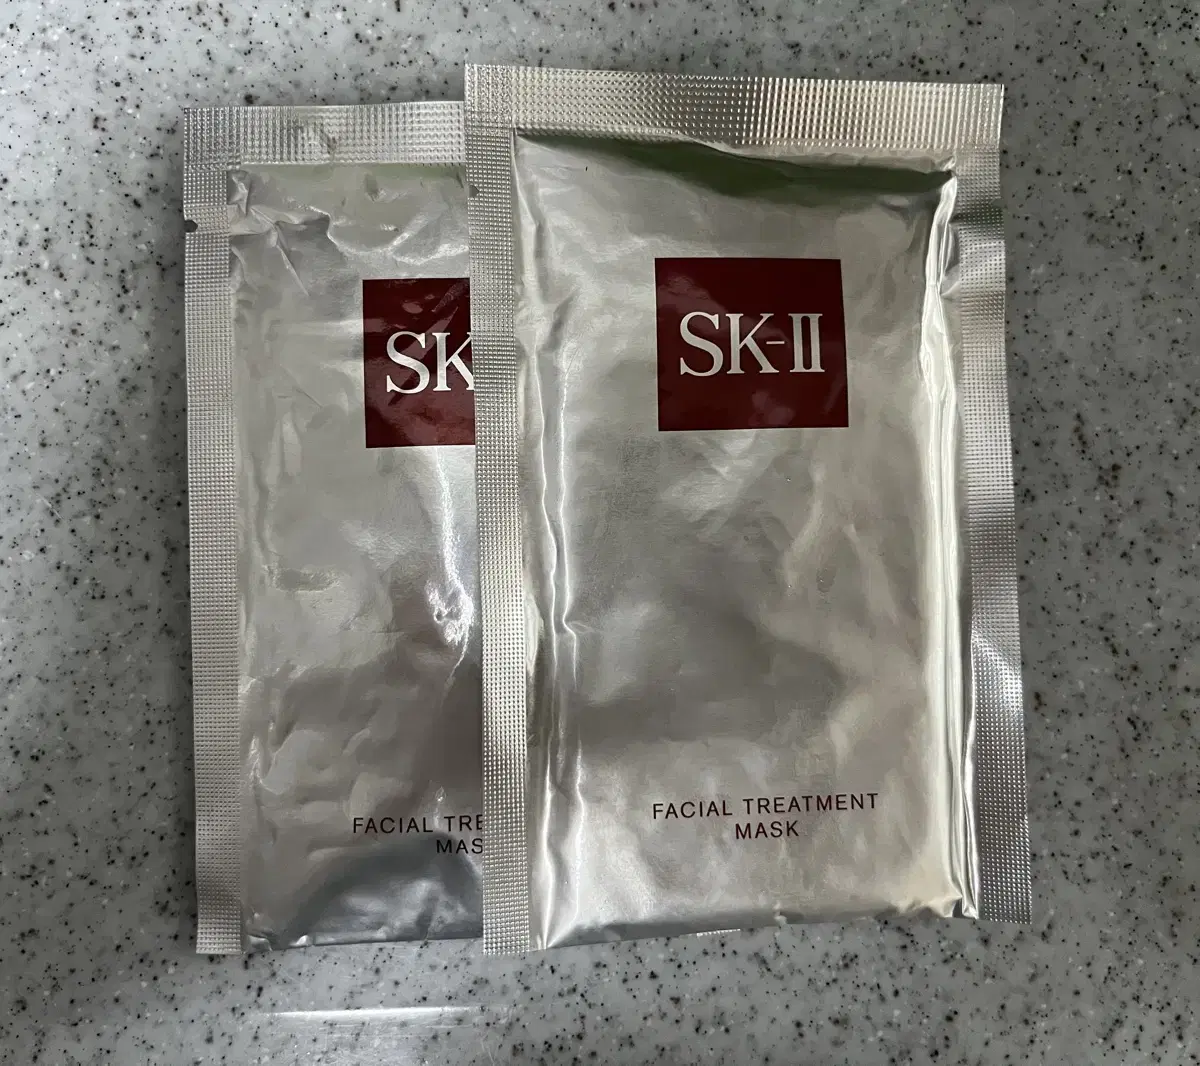 SK
FACIAL TRE
MAS
SK-II
FACIAL TREATMENT
MASK